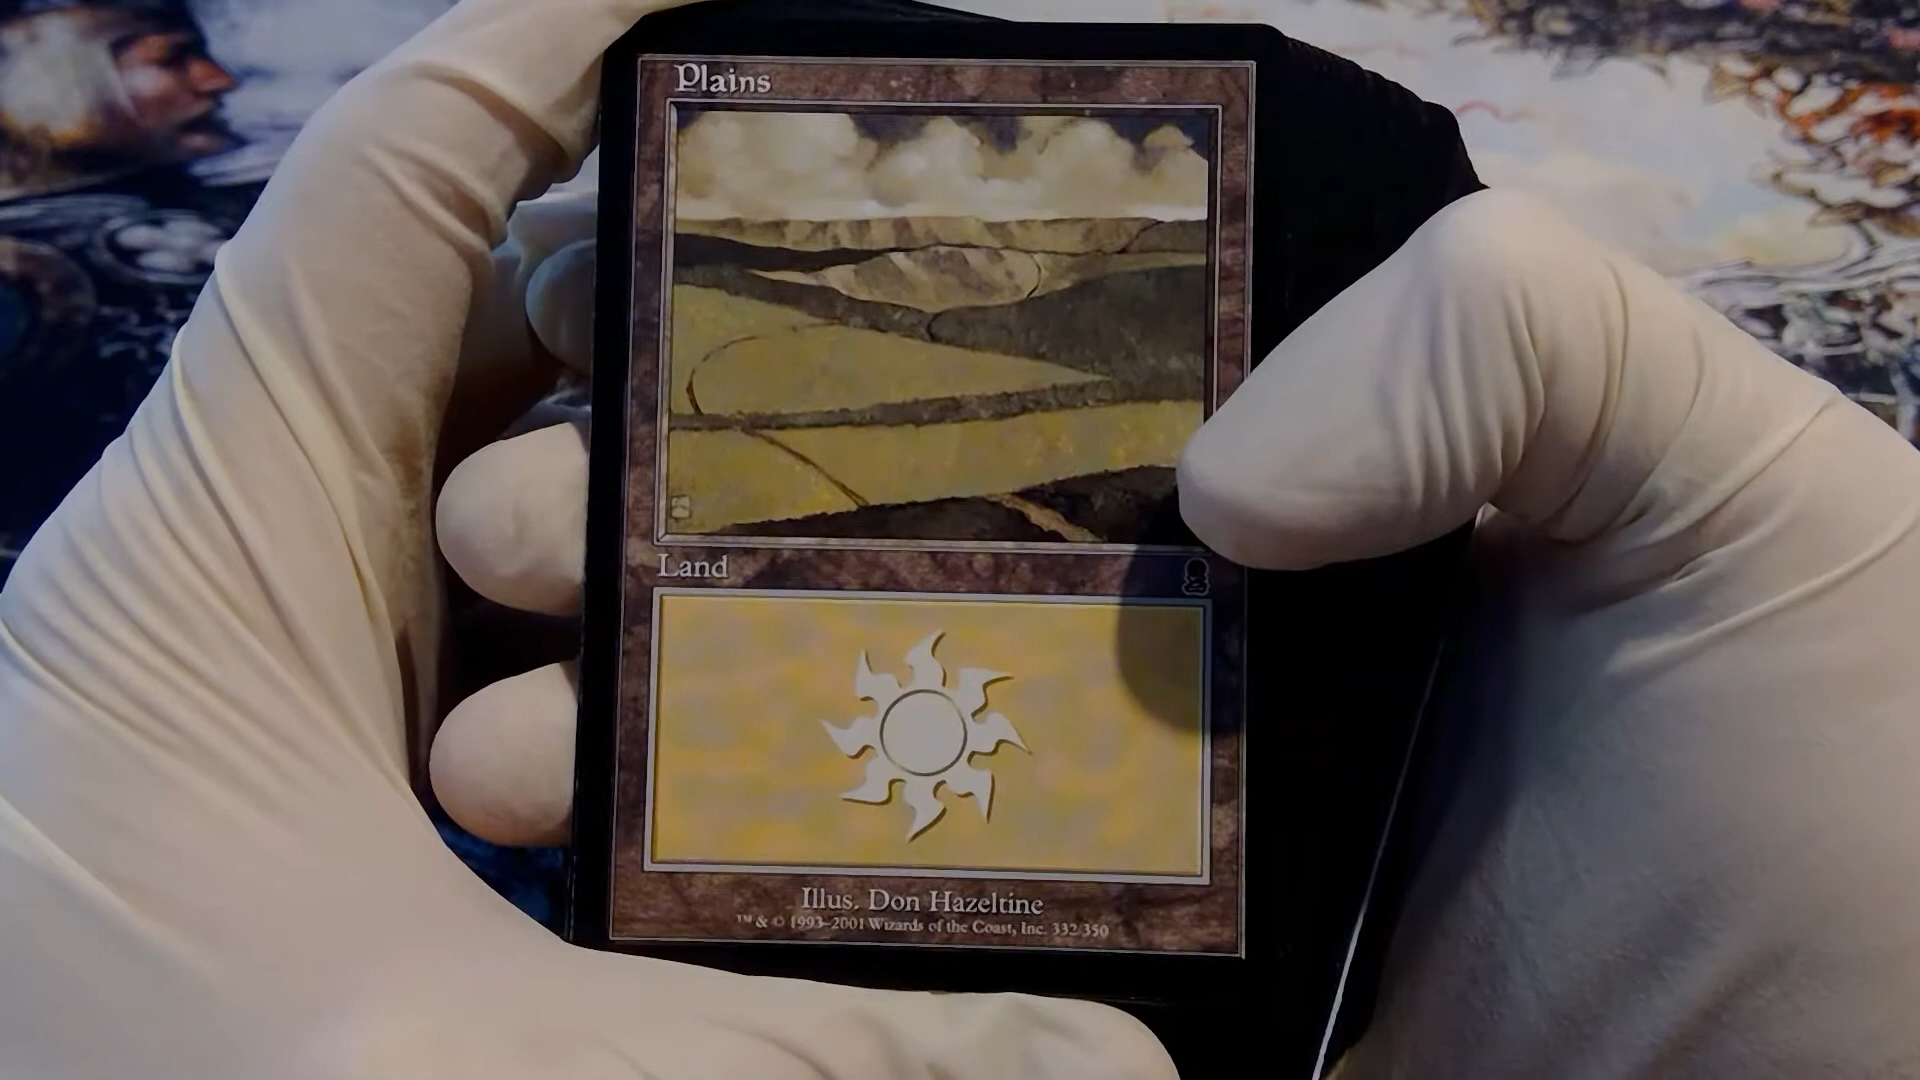 Plains
Land
Illus. Don Hazeltine
™ & © 1993–2001 Wizards of the Coast, Inc. 332/350